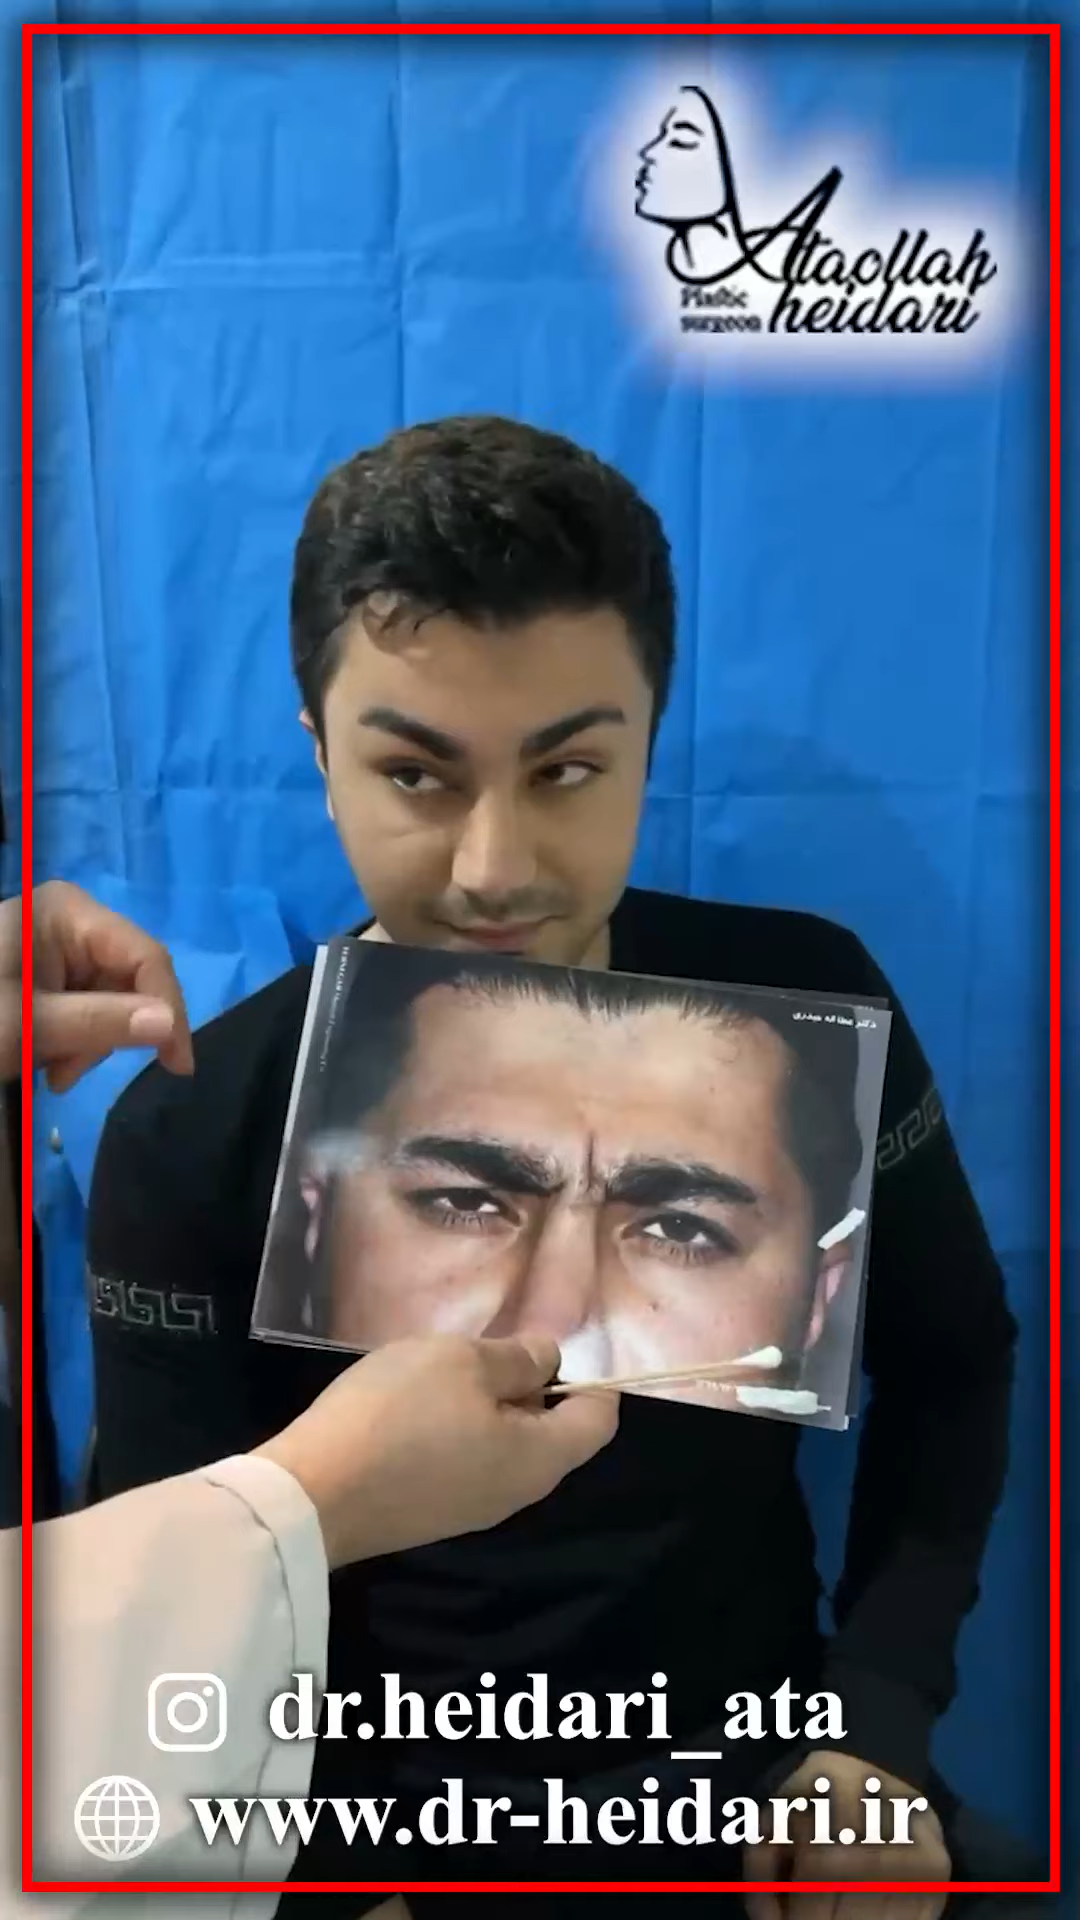 Ataollah
heidari
Plastic
surgeon
دکتر عطا اله حیدری
dr.heidari_ata
www.dr-heidari.ir